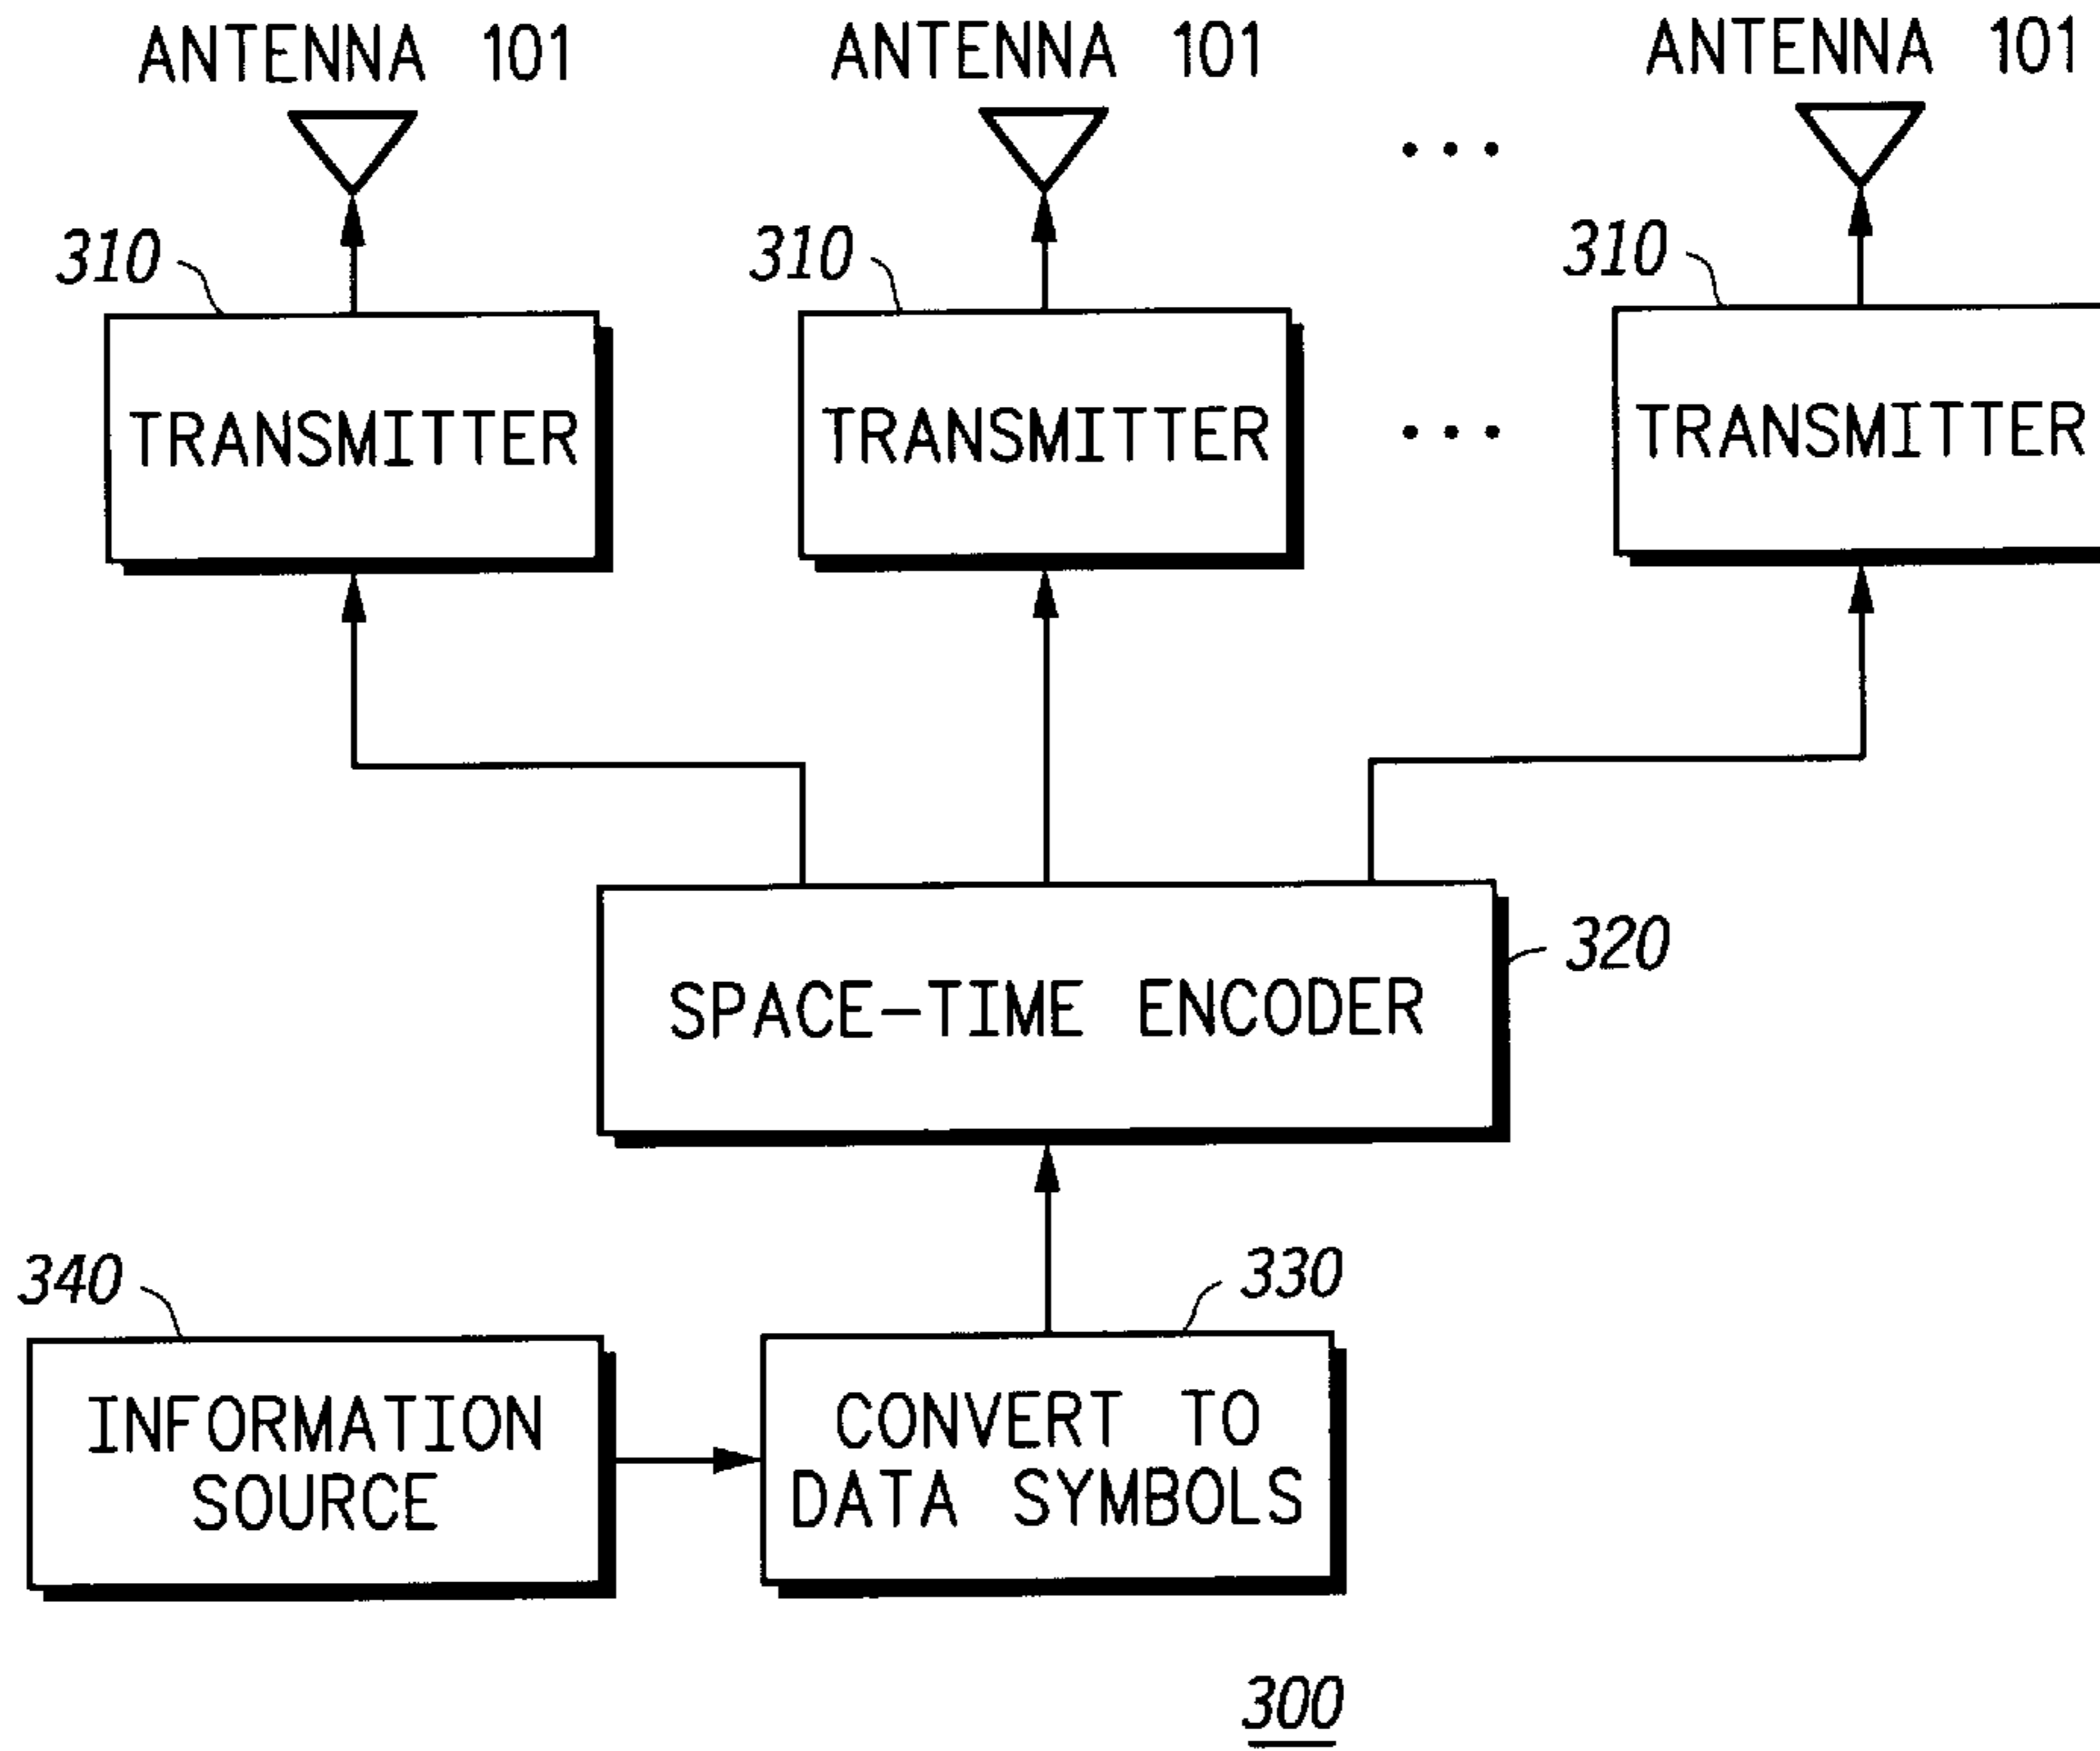 ANTENNA 101 ANTENNA 101 ANTENNA 101
310 310 310
TRANSMITTER TRANSMITTER TRANSMITTER
320
SPACE-TIME ENCODER
340 330
INFORMATION
SOURCE
CONVERT TO
DATA SYMBOLS
300